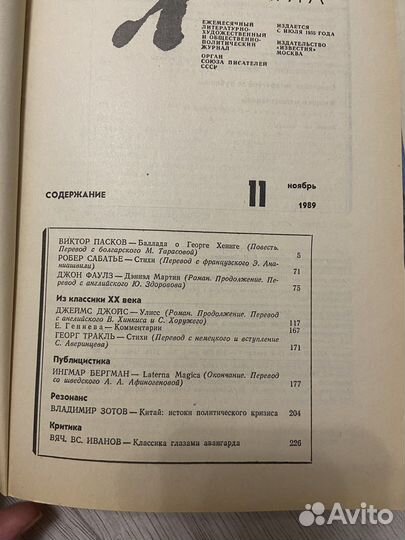 ЕЖЕМЕСЯЧНЫЙ
ЛИТЕРАТУРНО-
ХУДОЖЕСТВЕННЫЙ
И ОБЩЕСТВЕННО-
ПОЛИТИЧЕСКИЙ
ЖУРНАЛ
ОРГАН
СОЮЗА ПИСАТЕЛЕЙ
СССР
ИЗДАЕТСЯ
С ИЮЛЯ 1955 ГОДА
ИЗДАТЕЛЬСТВО
«ИЗВЕСТИЯ»
МОСКВА
11 ноябрь
СОДЕРЖАНИЕ 1989
ВИКТОР ПАСКОВ — Баллада о Георге Хениге (Повесть.
Перевод с болгарского М. Тарасовой) 5
РОБЕР САБАТЬЕ — Стихи (Перевод с французского Э. Ана-
ниашвили) 71
ДЖОН ФАУЛЗ — Дэниэл Мартин (Роман. Продолжение. Пе-
ревод с английского Ю. Здоровова) 75
Из классики XX века
ДЖЕЙМС ДЖОЙС — Улисс (Роман. Продолжение. Перевод
с английского В. Хинкиса и С. Хоружего) 117
Е. Гениева — Комментарии 167
ГЕОРГ ТРАКЛЬ — Стихи (Перевод с немецкого и вступление
С. Аверинцева) 171
Публицистика
ИНГМАР БЕРГМАН — Laterna Magica (Окончание. Перевод
со шведского А. А. Афиногеновой) 177
Резонанс
ВЛАДИМИР ЗОТОВ — Китай: истоки политического кризиса 204
Критика
ВЯЧ. ВС. ИВАНОВ — Классика глазами авангарда 226
Avito